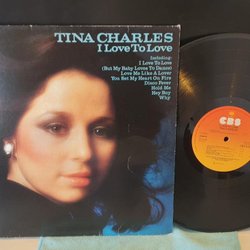 TINA CHARLES
I Love To Love
Including:
I Love To Love
(But My Baby Loves To Dance)
Love Me Like A Lover
You Set My Heart On Fire
Disco Fever
Hold Me
Hey Boy
Why
CBS